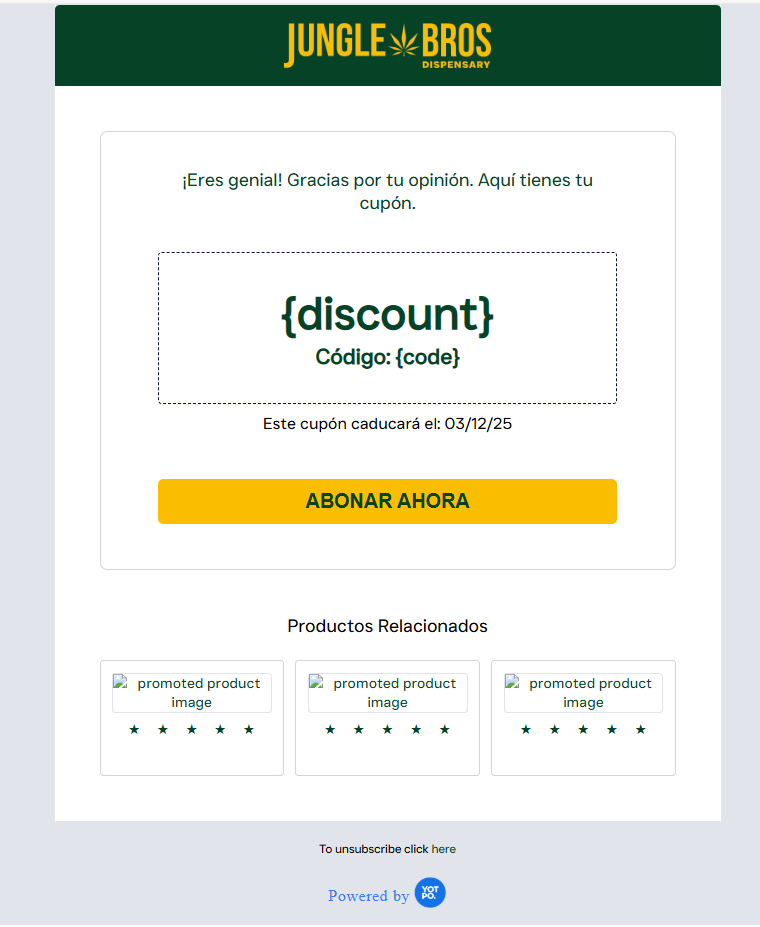 JUNGLE BROS
DISPENSARY
¡Eres genial! Gracias por tu opinión. Aquí tienes tu
cupón.
{discount}
Código: {code}
Este cupón caducará el: 03/12/25
ABONAR AHORA
Productos Relacionados
promoted product
image
promoted product
image
promoted product
image
To unsubscribe click here
Powered by YOTPO.